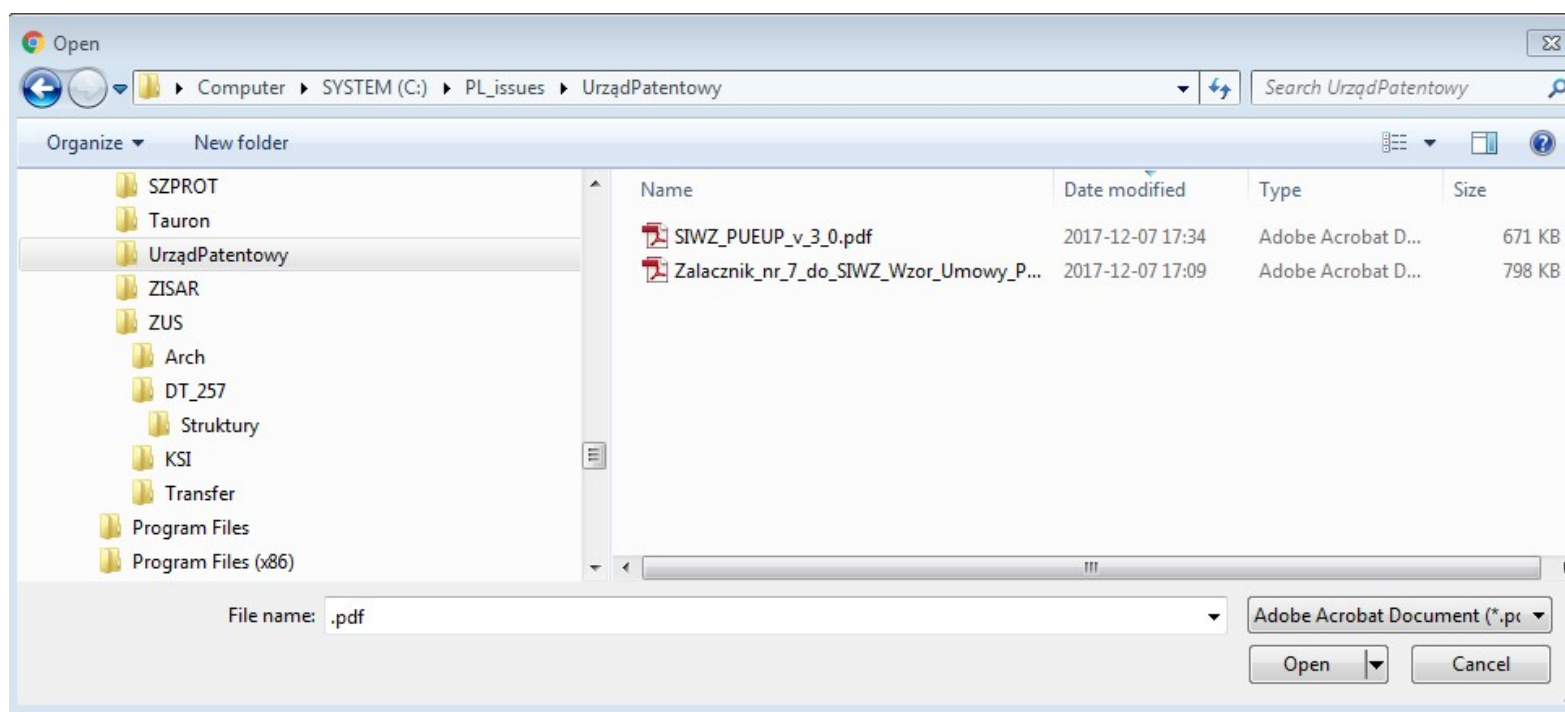 Open
Computer SYSTEM (C:) PL_issues UrządPatentowy
Search UrządPatentowy
Organize New folder
SZPROT
Tauron
UrządPatentowy
ZISAR
ZUS
Arch
DT_257
Struktury
KSI
Transfer
Program Files
Program Files (x86)
Name Date modified Type Size
SIWZ_PUEUP_v_3_0.pdf 2017-12-07 17:34 Adobe Acrobat D... 671 KB
Zalacznik_nr_7_do_SIWZ_Wzor_Umowy_P... 2017-12-07 17:09 Adobe Acrobat D... 798 KB
File name: .pdf
Adobe Acrobat Document (*.pc
Open Cancel